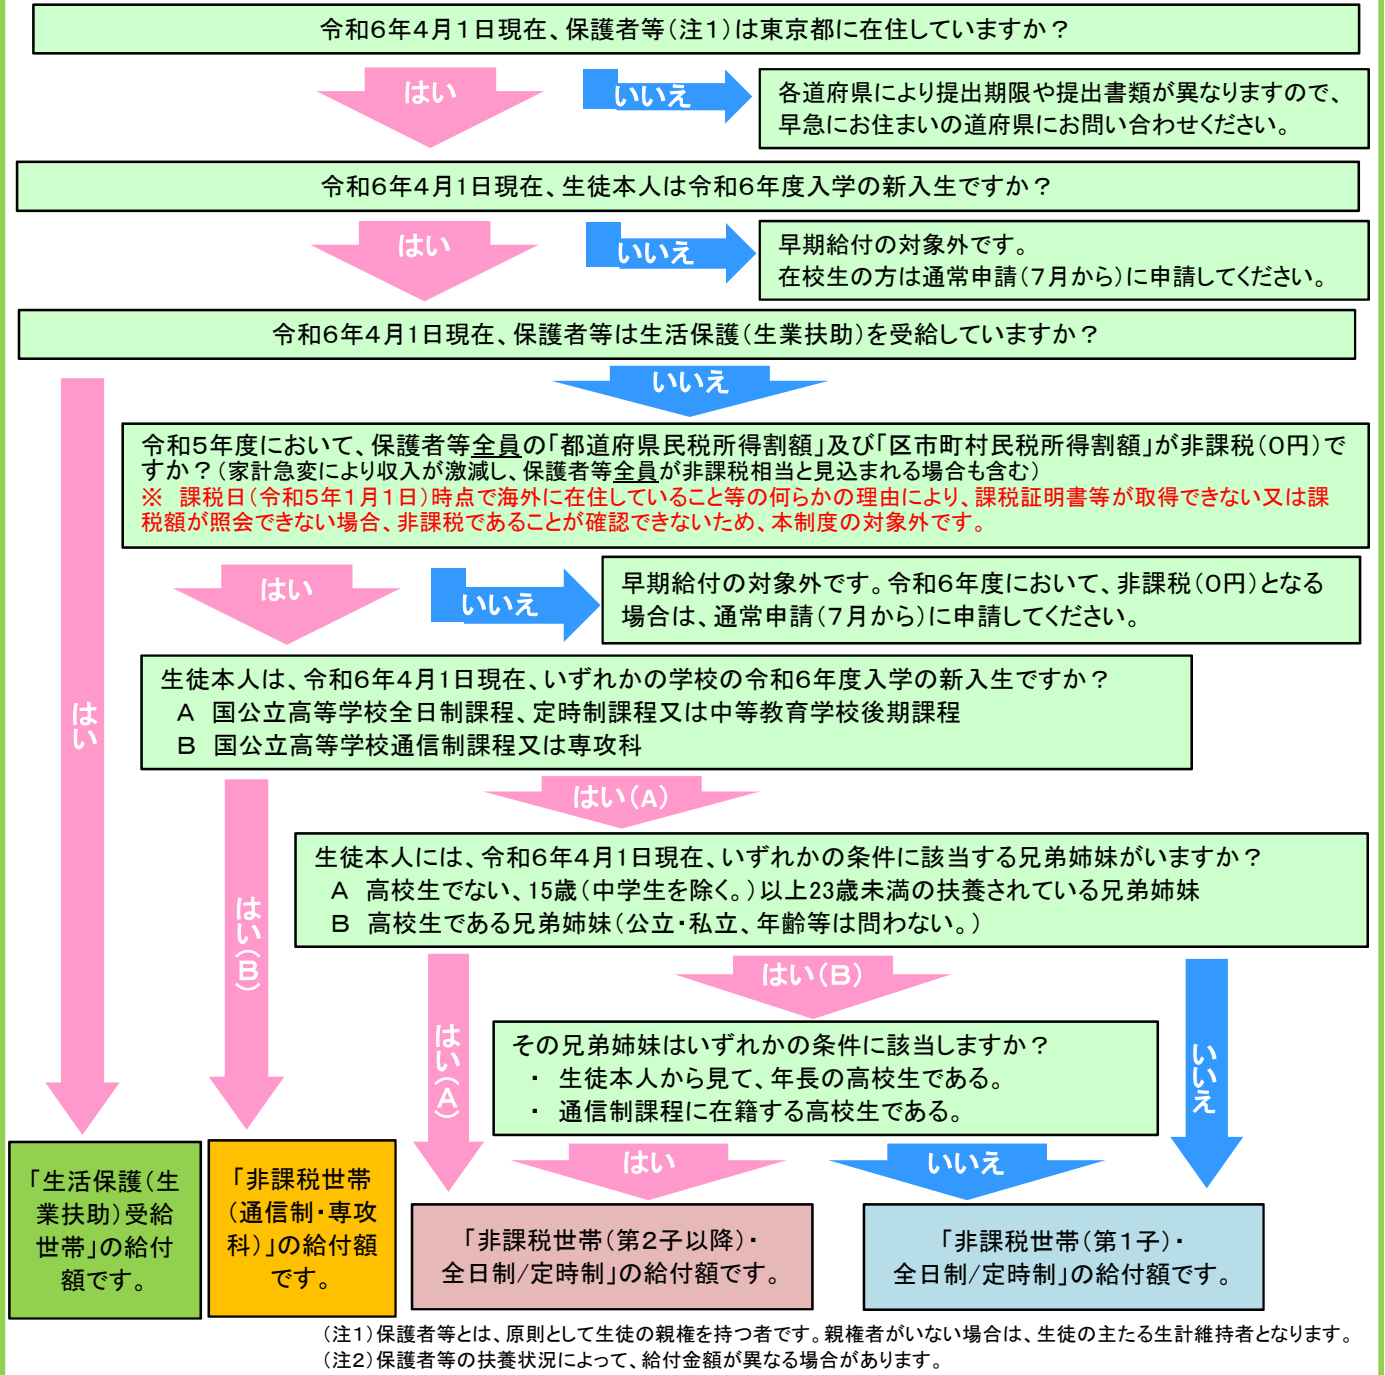 令和６年４月１日現在、保護者等（注１）は東京都に在住していますか？
はい
いいえ
各道府県により提出期限や提出書類が異なりますので、
早急にお住まいの道府県にお問い合わせください。
令和６年４月１日現在、生徒本人は令和６年度入学の新入生ですか？
はい
いいえ
早期給付の対象外です。
在校生の方は通常申請（７月から）に申請してください。
令和６年４月１日現在、保護者等は生活保護（生業扶助）を受給していますか？
いいえ
令和５年度において、保護者等全員の「都道府県民税所得割額」及び「区市町村民税所得割額」が非課税（０円）で
すか？（家計急変により収入が激減し、保護者等全員が非課税相当と見込まれる場合も含む）
※　課税日（令和５年１月１日）時点で海外に在住していること等の何らかの理由により、課税証明書等が取得できない又は課
税額が照会できない場合、非課税であることが確認できないため、本制度の対象外です。
はい
いいえ
早期給付の対象外です。令和６年度において、非課税（０円）となる
場合は、通常申請（７月から）に申請してください。
はい
生徒本人は、令和６年４月１日現在、いずれかの学校の令和６年度入学の新入生ですか？
Ａ　国公立高等学校全日制課程、定時制課程又は中等教育学校後期課程
Ｂ　国公立高等学校通信制課程又は専攻科
はい（A）
はい（Ｂ）
生徒本人には、令和６年４月１日現在、いずれかの条件に該当する兄弟姉妹がいますか？
Ａ　高校生でない、15歳（中学生を除く。）以上23歳未満の扶養されている兄弟姉妹
Ｂ　高校生である兄弟姉妹（公立・私立、年齢等は問わない。）
はい（Ａ）
はい（Ｂ）
いいえ
その兄弟姉妹はいずれかの条件に該当しますか？
・　生徒本人から見て、年長の高校生である。
・　通信制課程に在籍する高校生である。
はい
いいえ
「生活保護（生
業扶助）受給
世帯」の給付
額です。
「非課税世帯
（通信制・専攻
科）」の給付額
です。
「非課税世帯（第２子以降）・
全日制/定時制」の給付額です。
「非課税世帯（第１子）・
全日制/定時制」の給付額です。
（注１）保護者等とは、原則として生徒の親権を持つ者です。親権者がいない場合は、生徒の主たる生計維持者となります。
（注２）保護者等の扶養状況によって、給付金額が異なる場合があります。